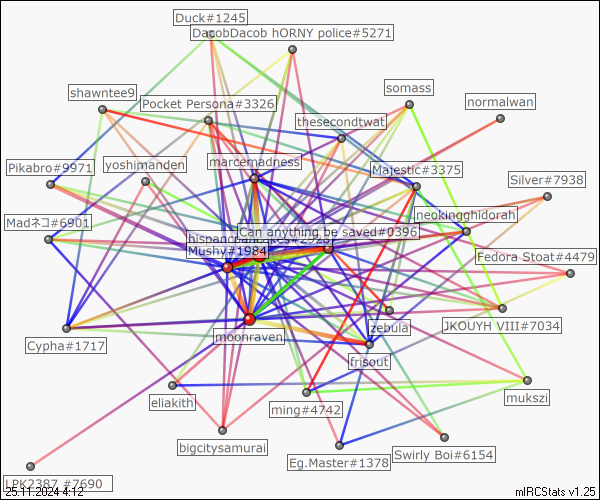 Duck#1245
DacobDacob hORNY police#5271
somass
shawntee9
Pocket Persona#3326
normalwan
thesecondtwat
Pikabro#9971
yoshimanden
marcernadness
Majestic#3375
Silver#7938
Madネコ#6901
neokingghidorah
Can anything be saved#0396
Mushy#1984
Fedora Stoat#4479
moonraven
zebula
JKOUYH VIII#7034
Cypha#1717
frisout
eliakith
ming#4742
mukszi
bigcitysamurai
Eg.Master#1378
Swirly Boi#6154
LPK2387 #7690
25.11.2024 4:12
mIRCStats v1.25